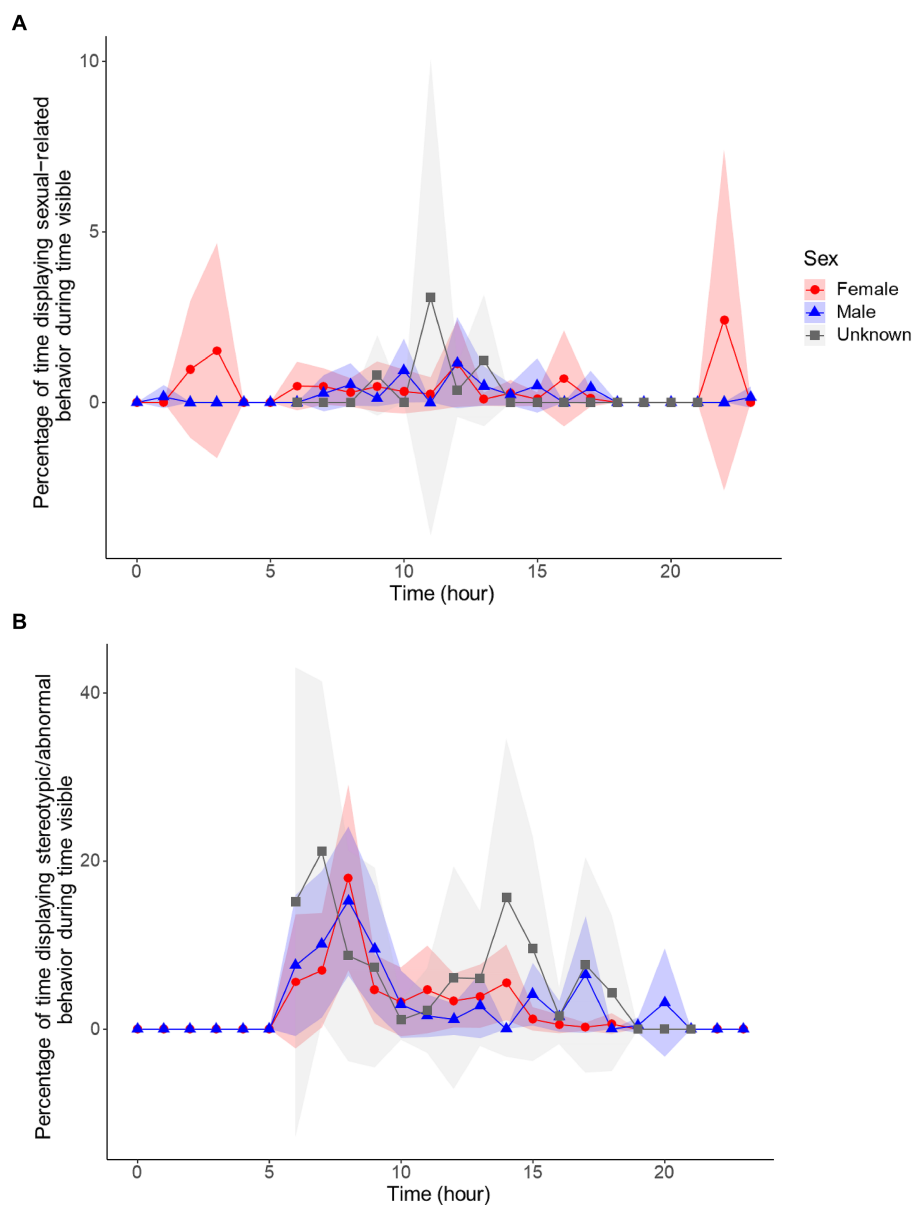 A
Percentage of time displaying sexual−related
behavior during time visible
10
5
0
0 5 10 15 20
Time (hour)
Sex
Female
Male
Unknown
B
Percentage of time displaying stereotypic/abnormal
behavior during time visible
40
20
0
0 5 10 15 20
Time (hour)